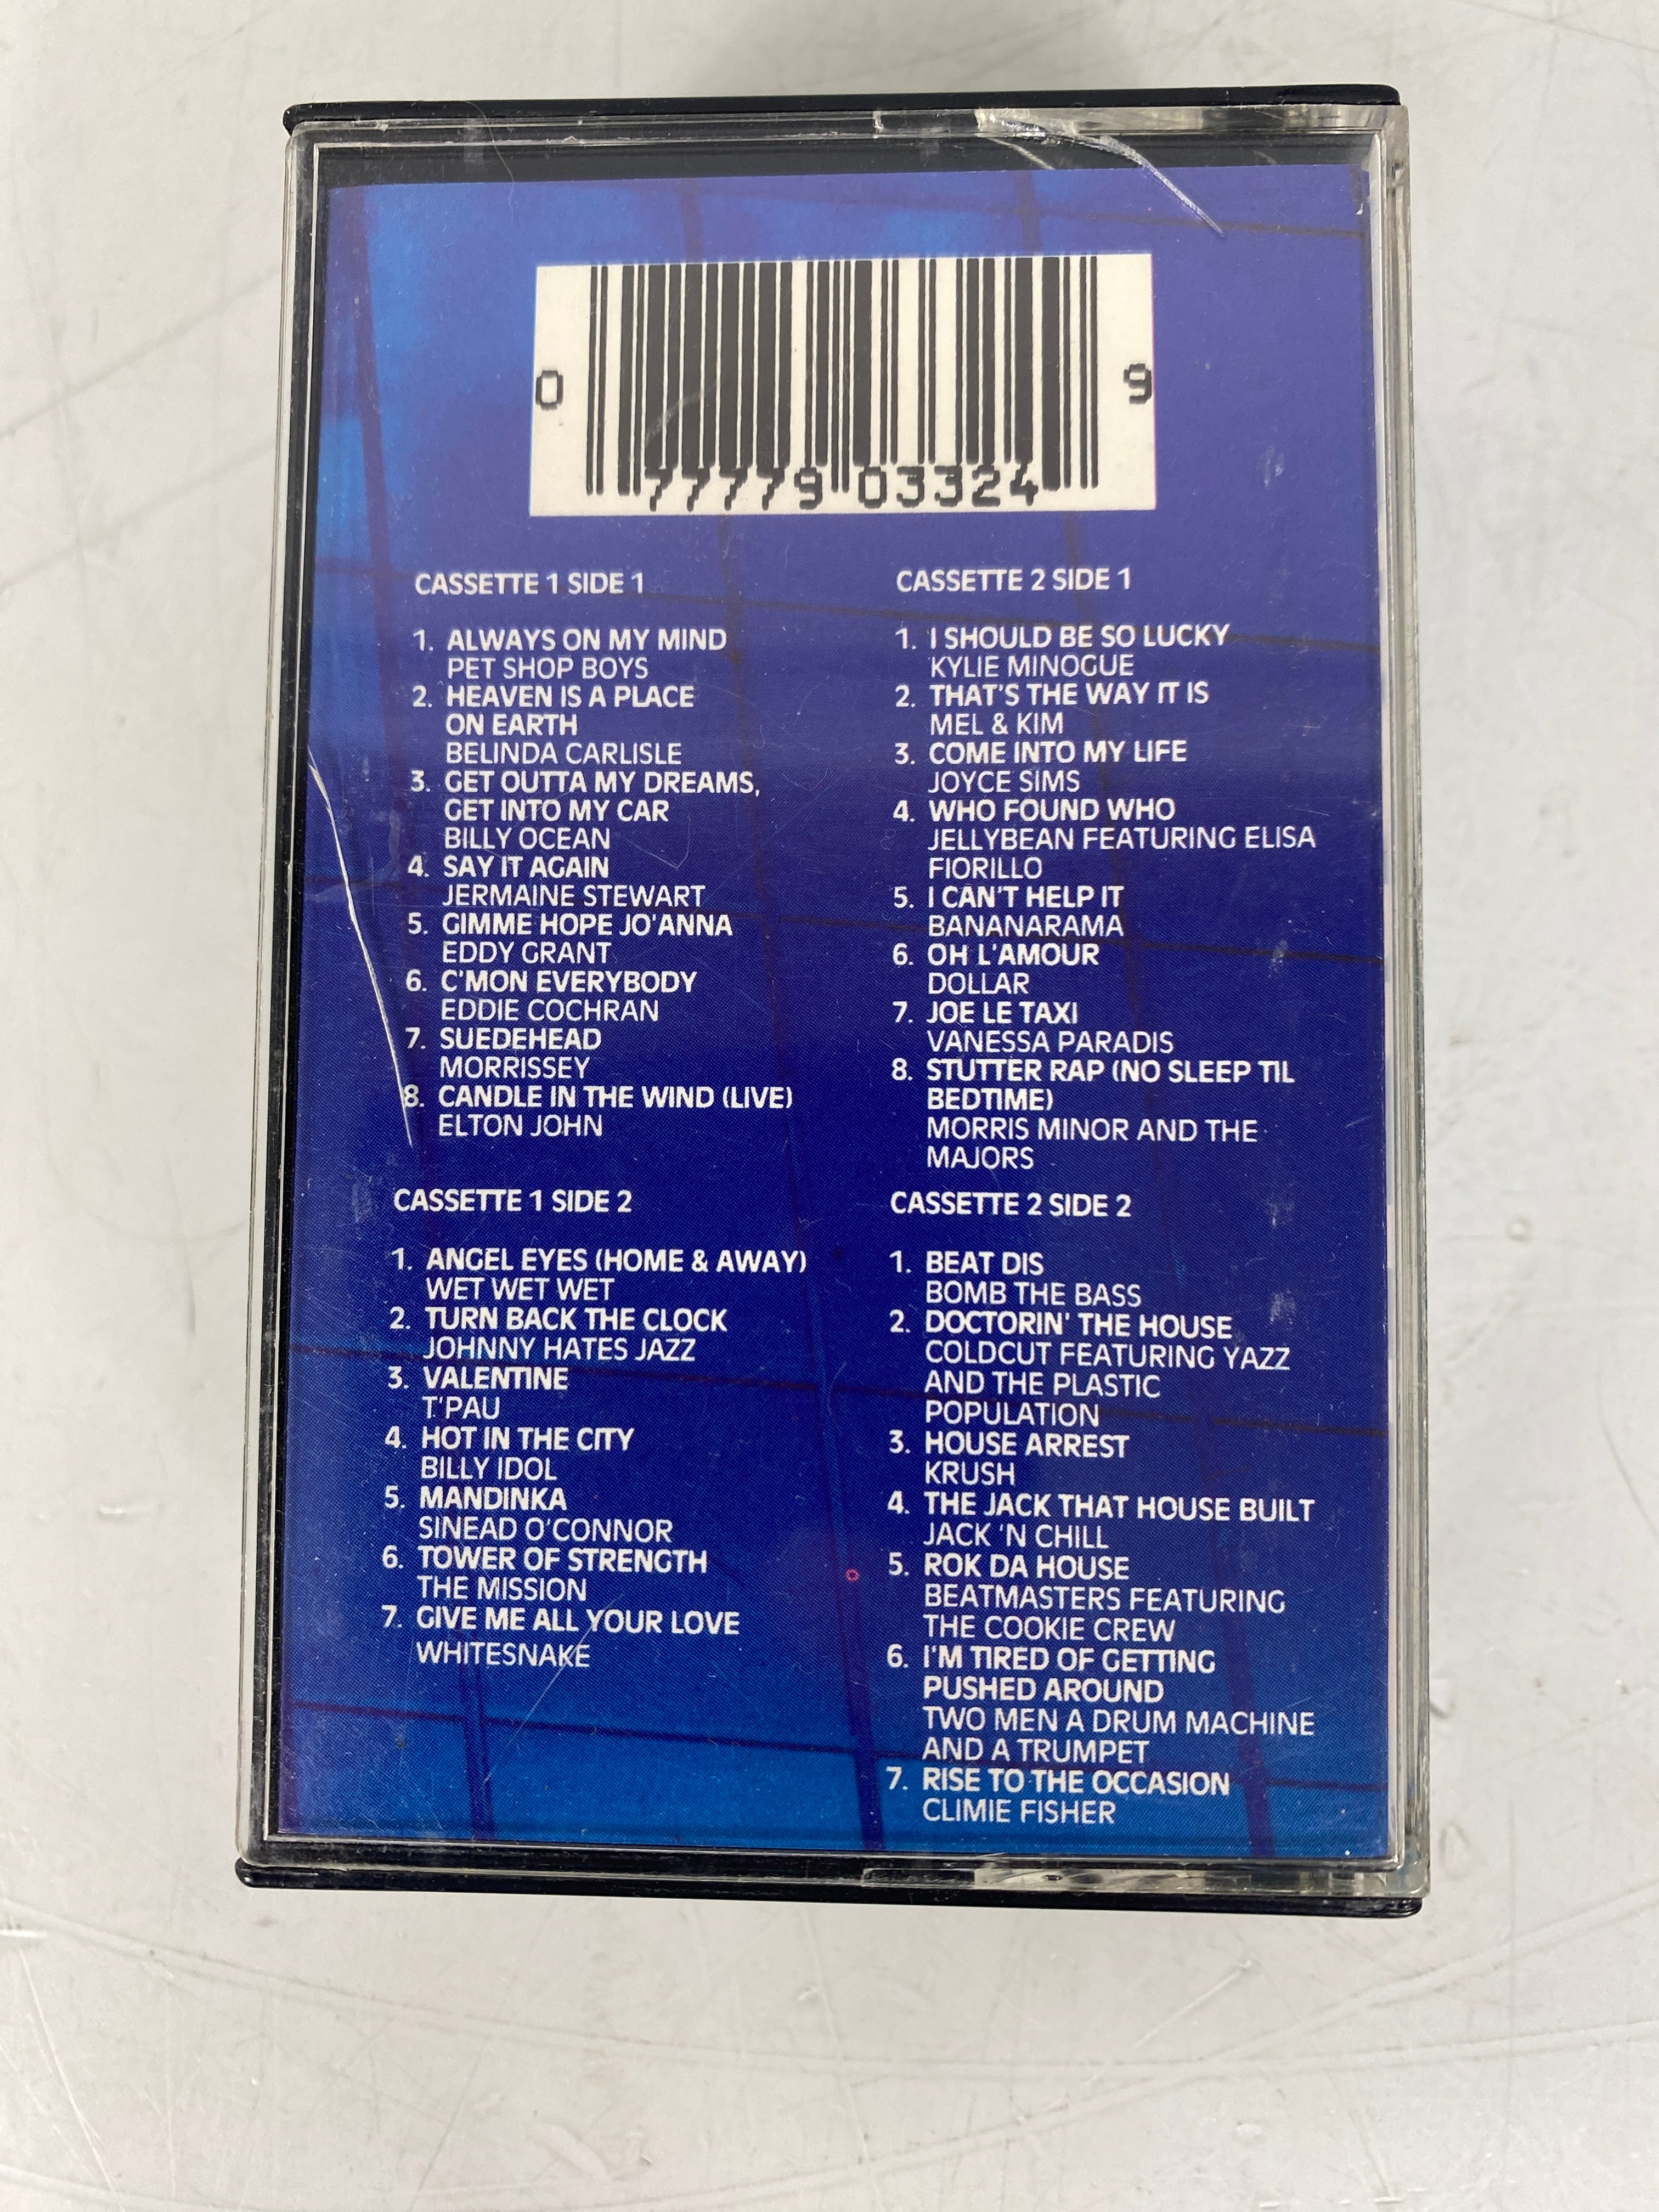 0
9
77779 03324
CASSETTE 1 SIDE 1
1. ALWAYS ON MY MIND
PET SHOP BOYS
2. HEAVEN IS A PLACE
ON EARTH
BELINDA CARLISLE
3. GET OUTTA MY DREAMS,
GET INTO MY CAR
BILLY OCEAN
4. SAY IT AGAIN
JERMAINE STEWART
5. GIMME HOPE JO'ANNA
EDDY GRANT
6. C'MON EVERYBODY
EDDIE COCHRAN
7. SUEDEHEAD
MORRISSEY
8. CANDLE IN THE WIND (LIVE)
ELTON JOHN
CASSETTE 1 SIDE 2
1. ANGEL EYES (HOME & AWAY)
WET WET WET
2. TURN BACK THE CLOCK
JOHNNY HATES JAZZ
3. VALENTINE
T'PAU
4. HOT IN THE CITY
BILLY IDOL
5. MANDINKA
SINEAD O'CONNOR
6. TOWER OF STRENGTH
THE MISSION
7. GIVE ME ALL YOUR LOVE
WHITESNAKE
CASSETTE 2 SIDE 1
1. I SHOULD BE SO LUCKY
KYLIE MINOGUE
2. THAT'S THE WAY IT IS
MEL & KIM
3. COME INTO MY LIFE
JOYCE SIMS
4. WHO FOUND WHO
JELLYBEAN FEATURING ELISA
FIORILLO
5. I CAN'T HELP IT
BANANARAMA
6. OH L'AMOUR
DOLLAR
7. JOE LE TAXI
VANESSA PARADIS
8. STUTTER RAP (NO SLEEP TIL
BEDTIME)
MORRIS MINOR AND THE
MAJORS
CASSETTE 2 SIDE 2
1. BEAT DIS
BOMB THE BASS
2. DOCTORIN' THE HOUSE
COLDCUT FEATURING YAZZ
AND THE PLASTIC
POPULATION
3. HOUSE ARREST
KRUSH
4. THE JACK THAT HOUSE BUILT
JACK 'N CHILL
5. ROK DA HOUSE
BEATMASTERS FEATURING
THE COOKIE CREW
6. I'M TIRED OF GETTING
PUSHED AROUND
TWO MEN A DRUM MACHINE
AND A TRUMPET
7. RISE TO THE OCCASION
CLIMIE FISHER